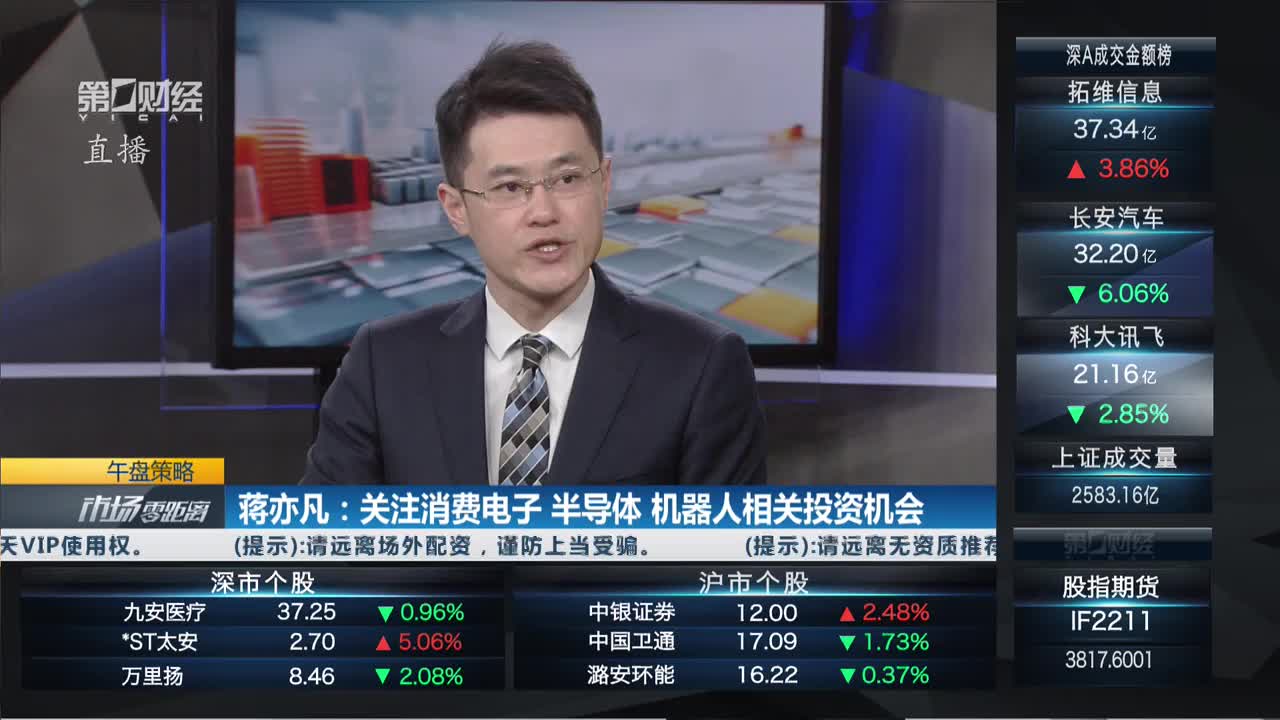 第一财经
YICAI
直播
午盘策略
市场零距离
蒋亦凡：关注消费电子 半导体 机器人相关投资机会
天VIP使用权。 (提示):请远离场外配资，谨防上当受骗。 (提示):请远离无资质推荐
深市个股
九安医疗 37.25 ▼0.96%
*ST太安 2.70 ▲5.06%
万里扬 8.46 ▼2.08%
沪市个股
中银证券 12.00 ▲2.48%
中国卫通 17.09 ▼1.73%
潞安环能 16.22 ▼0.37%
深A成交金额榜
拓维信息
37.34亿
▲ 3.86%
长安汽车
32.20亿
▼ 6.06%
科大讯飞
21.16亿
▼ 2.85%
上证成交量
2583.16亿
第一财经
股指期货
IF2211
3817.6001